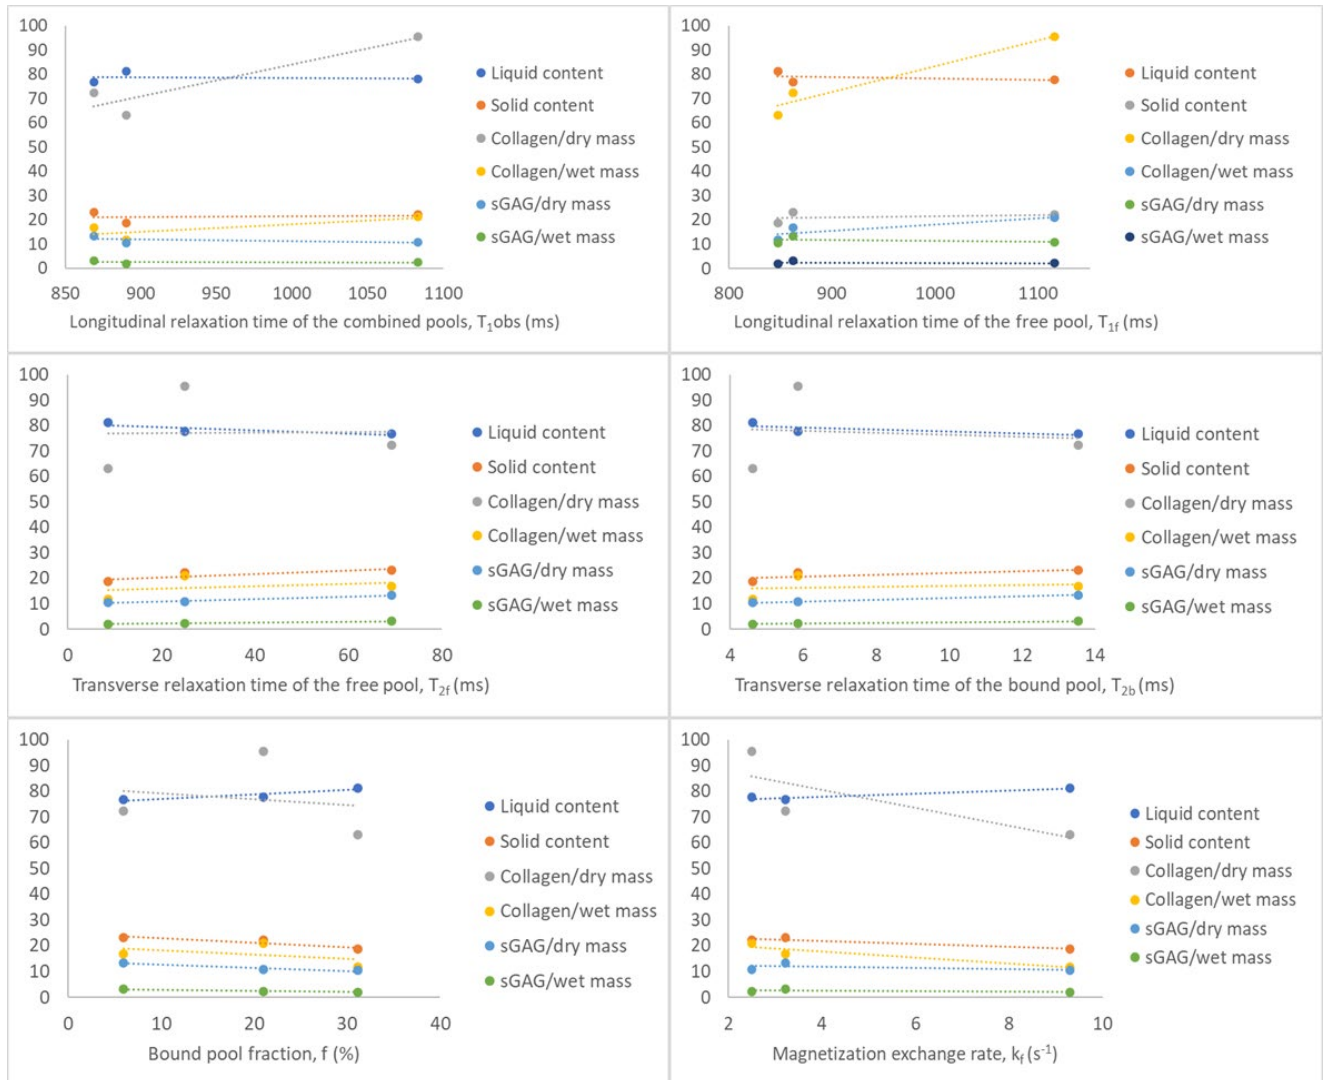 100
90
80
70
60
50
40
30
20
10
0
850 900 950 1000 1050 1100
Longitudinal relaxation time of the combined pools, T1obs (ms)
Liquid content
Solid content
Collagen/dry mass
Collagen/wet mass
sGAG/dry mass
sGAG/wet mass
100
90
80
70
60
50
40
30
20
10
0
800 900 1000 1100
Longitudinal relaxation time of the free pool, T1f (ms)
Liquid content
Solid content
Collagen/dry mass
Collagen/wet mass
sGAG/dry mass
sGAG/wet mass
100
90
80
70
60
50
40
30
20
10
0
0 20 40 60 80
Transverse relaxation time of the free pool, T2f (ms)
Liquid content
Solid content
Collagen/dry mass
Collagen/wet mass
sGAG/dry mass
sGAG/wet mass
100
90
80
70
60
50
40
30
20
10
0
4 6 8 10 12 14
Transverse relaxation time of the bound pool, T2b (ms)
Liquid content
Solid content
Collagen/dry mass
Collagen/wet mass
sGAG/dry mass
sGAG/wet mass
100
90
80
70
60
50
40
30
20
10
0
0 10 20 30 40
Bound pool fraction, f (%)
Liquid content
Solid content
Collagen/dry mass
Collagen/wet mass
sGAG/dry mass
sGAG/wet mass
100
90
80
70
60
50
40
30
20
10
0
2 4 6 8 10
Magnetization exchange rate, kf (s-1)
Liquid content
Solid content
Collagen/dry mass
Collagen/wet mass
sGAG/dry mass
sGAG/wet mass